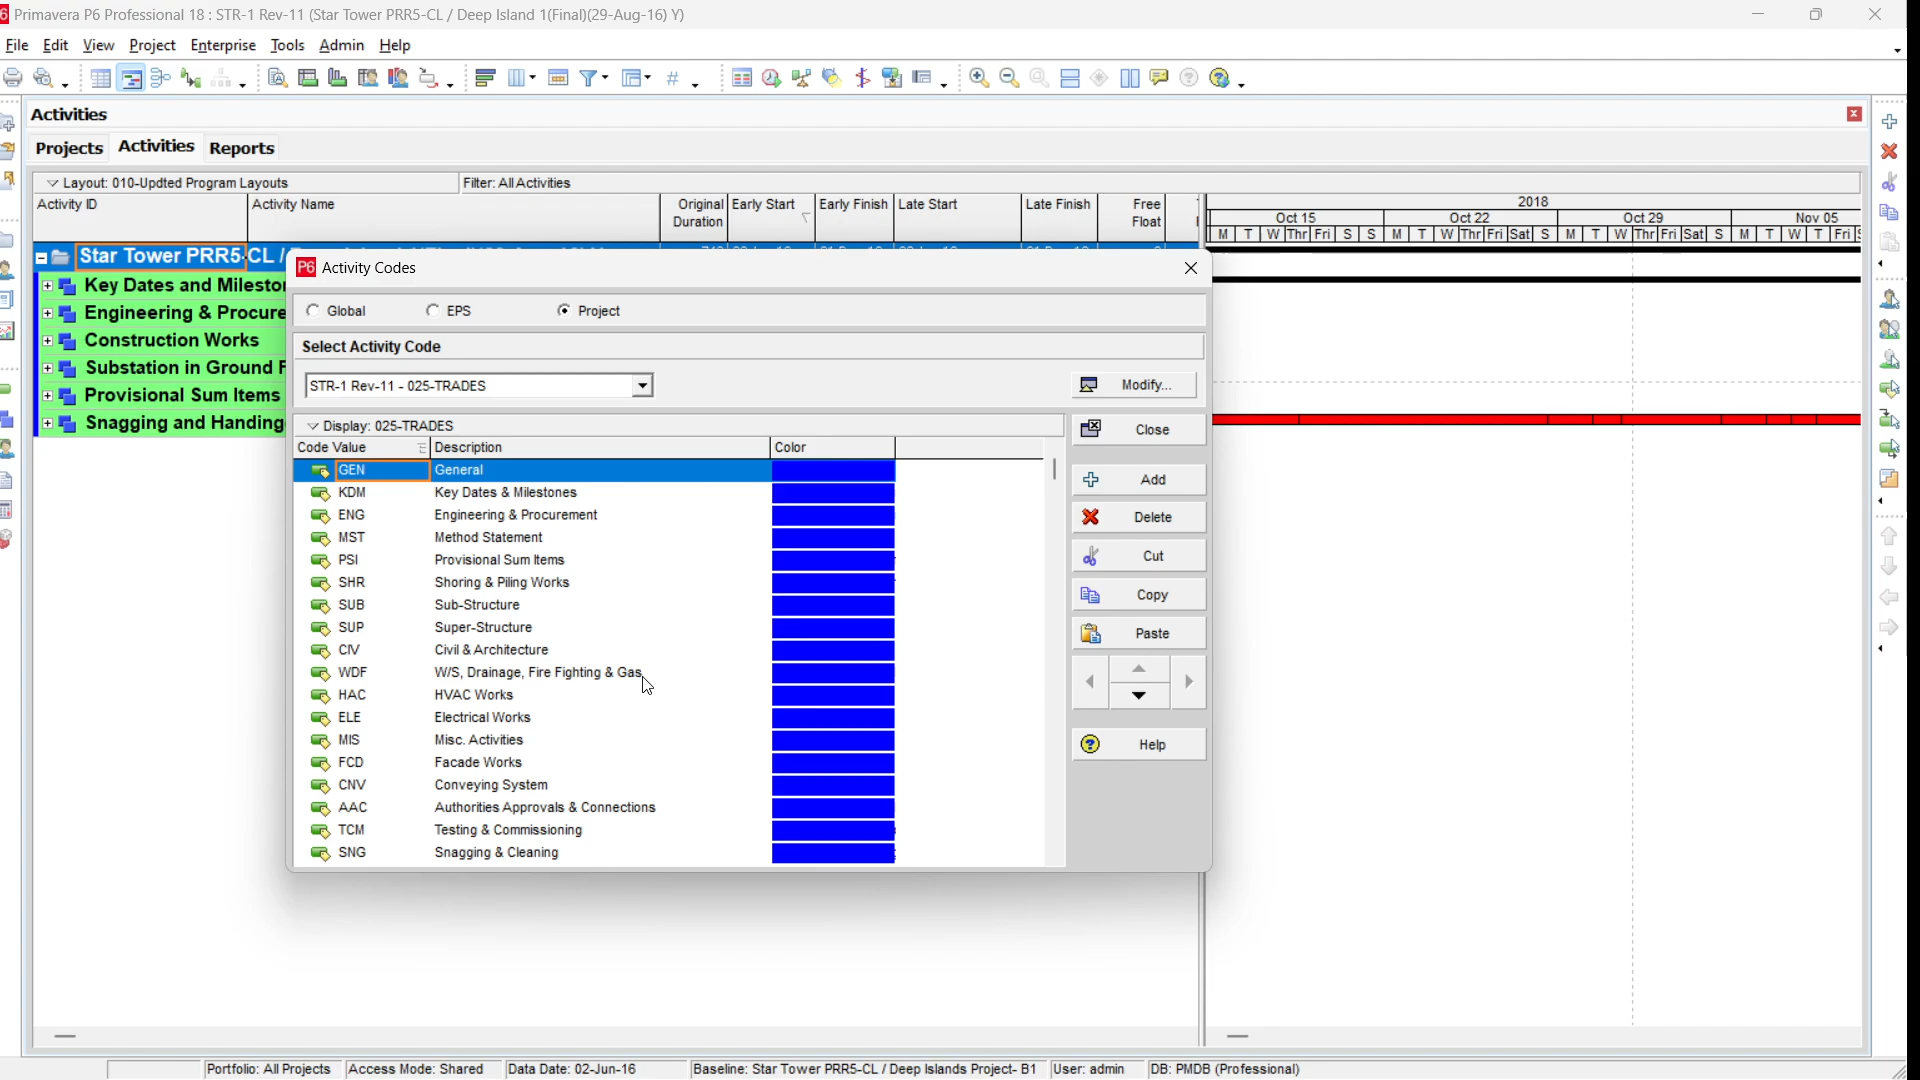 Primavera P6 Professional 18 : STR-1 Rev-11 (Star Tower PRR5-CL / Deep Island 1(Final)(29-Aug-16) Y)
File Edit View Project Enterprise Tools Admin Help
Activities
Projects Activities Reports
Layout: 010-Updted Program Layouts Filter: All Activities
Activity ID Activity Name Original Duration Early Start Early Finish Late Start Late Finish Free Float
2018
Oct 15 Oct 22 Oct 29 Nov 05
M T W Thr Fri S S M T W Thr Fri Sat S M T W Thr Fri Sat S M T W T Fri
Star Tower PRR5-CL /
Key Dates and Milesto
Engineering & Procure
Construction Works
Substation in Ground F
Provisional Sum Items
Snagging and Handing
P6 Activity Codes
Global EPS Project
Select Activity Code
STR-1 Rev-11 - 025-TRADES Modify...
Display: 025-TRADES Close
Code Value Description Color
GEN General
KDM Key Dates & Milestones
ENG Engineering & Procurement
MST Method Statement
PSI Provisional Sum Items
SHR Shoring & Piling Works
SUB Sub-Structure
SUP Super-Structure
CIV Civil & Architecture
WDF W/S, Drainage, Fire Fighting & Gas
HAC HVAC Works
ELE Electrical Works
MIS Misc. Activities
FCD Facade Works
CNV Conveying System
AAC Authorities Approvals & Connections
TCM Testing & Commissioning
SNG Snagging & Cleaning
Add
Delete
Cut
Copy
Paste
Help
Portfolio: All Projects Access Mode: Shared Data Date: 02-Jun-16 Baseline: Star Tower PRR5-CL / Deep Islands Project- B1 User: admin DB: PMDB (Professional)